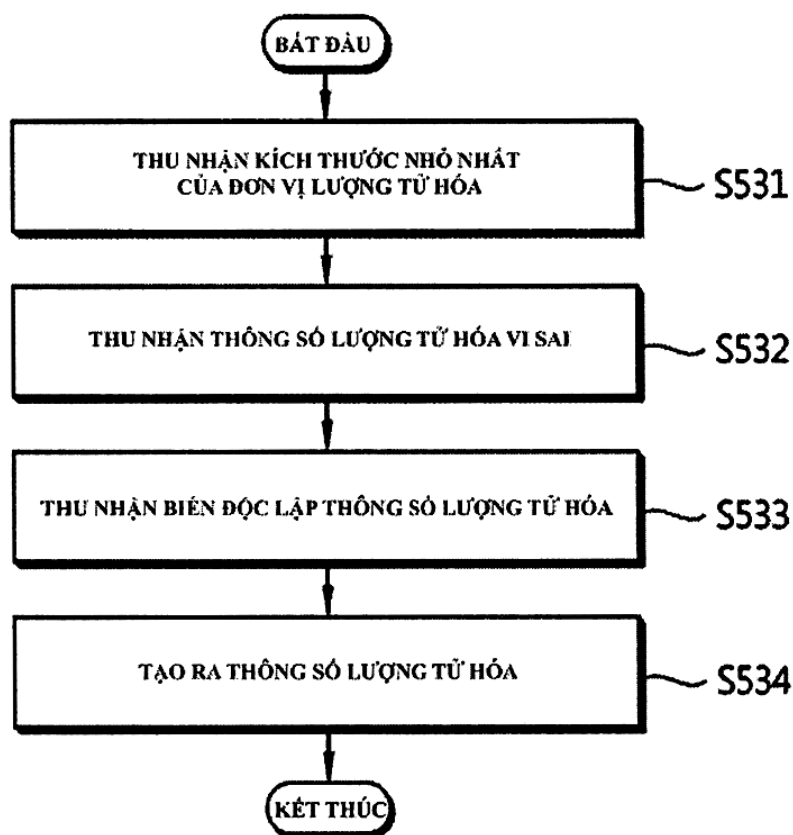 BẮT ĐẦU
THU NHẬN KÍCH THƯỚC NHỎ NHẤT
CỦA ĐƠN VỊ LƯỢNG TỬ HÓA
S531
THU NHẬN THÔNG SỐ LƯỢNG TỬ HÓA VI SAI
S532
THU NHẬN BIẾN ĐỘC LẬP THÔNG SỐ LƯỢNG TỬ HÓA
S533
TẠO RA THÔNG SỐ LƯỢNG TỬ HÓA
S534
KẾT THÚC